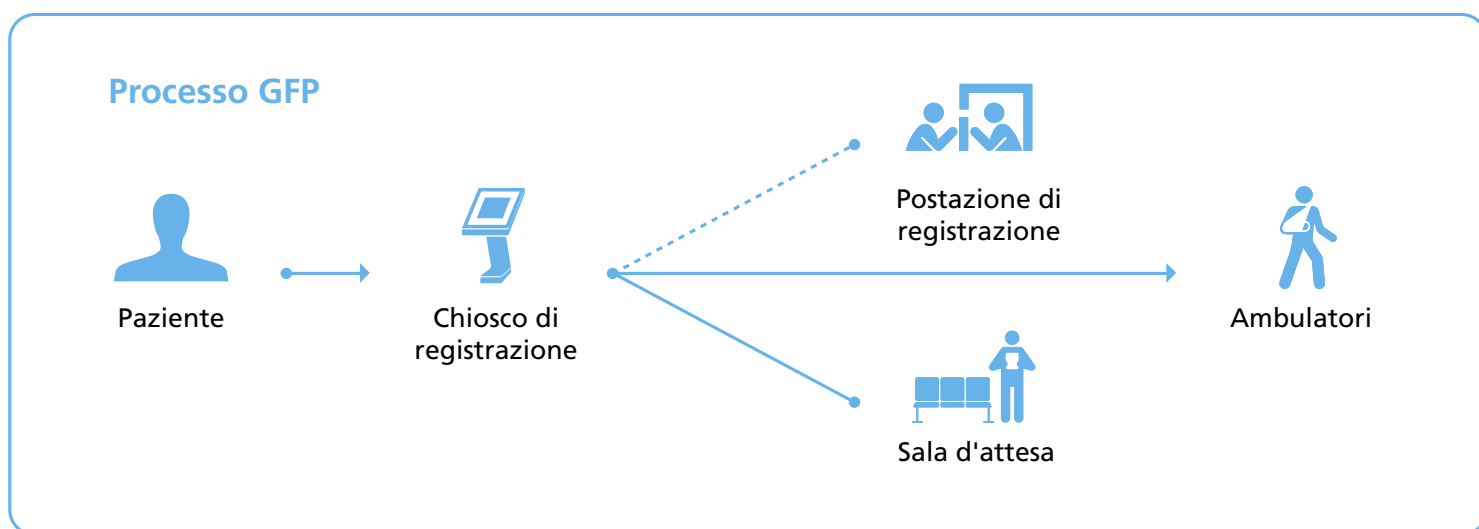 Processo GFP
Paziente
Chiosco di
registrazione
Postazione di
registrazione
Sala d'attesa
Ambulatori